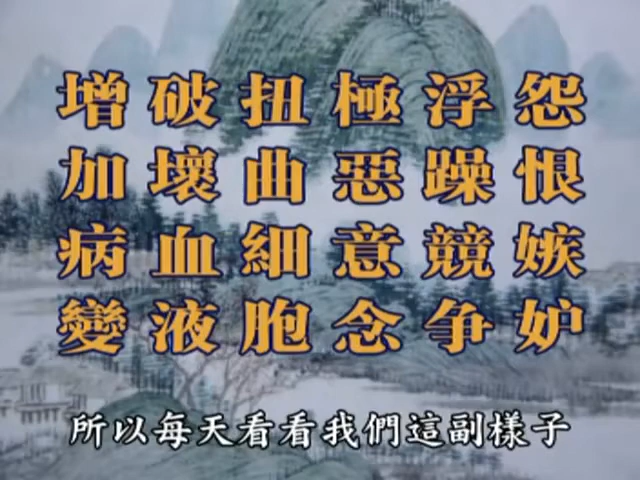 怨恨嫉妒
浮躁競爭
極惡意念
扭曲細胞
破壞血液
增加病變
所以每天看看我們這副樣子